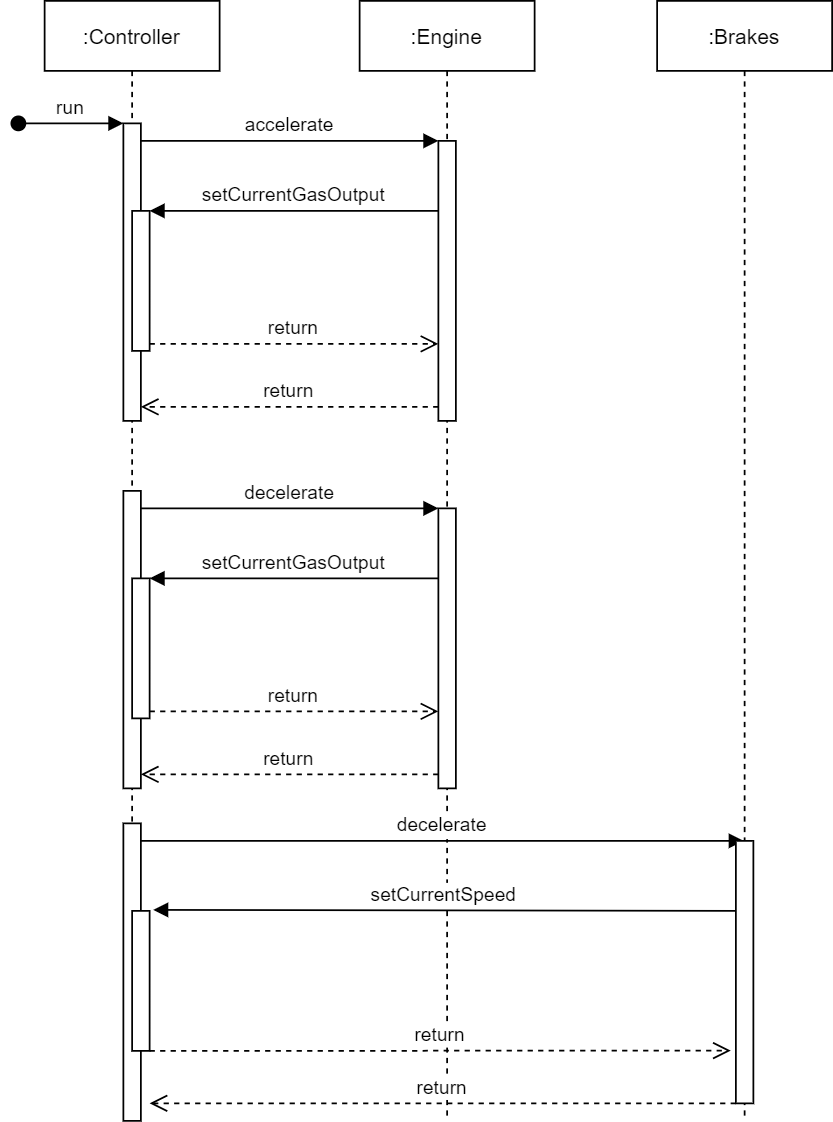 :Controller
:Engine
:Brakes
run
accelerate
setCurrentGasOutput
return
return
decelerate
setCurrentGasOutput
return
return
decelerate
setCurrentSpeed
return
return